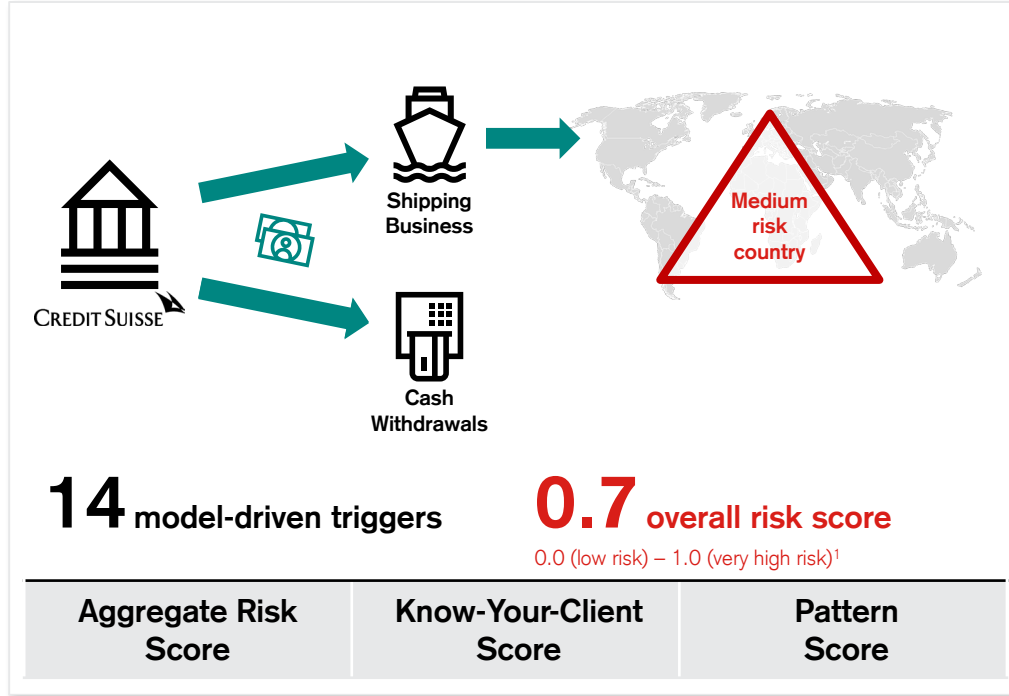 Shipping
Business
Medium
risk
country
CREDIT SUISSE
Cash
Withdrawals
14 model-driven triggers
0.7 overall risk score
0.0 (low risk) – 1.0 (very high risk)¹
Aggregate Risk
Score
Know-Your-Client
Score
Pattern
Score